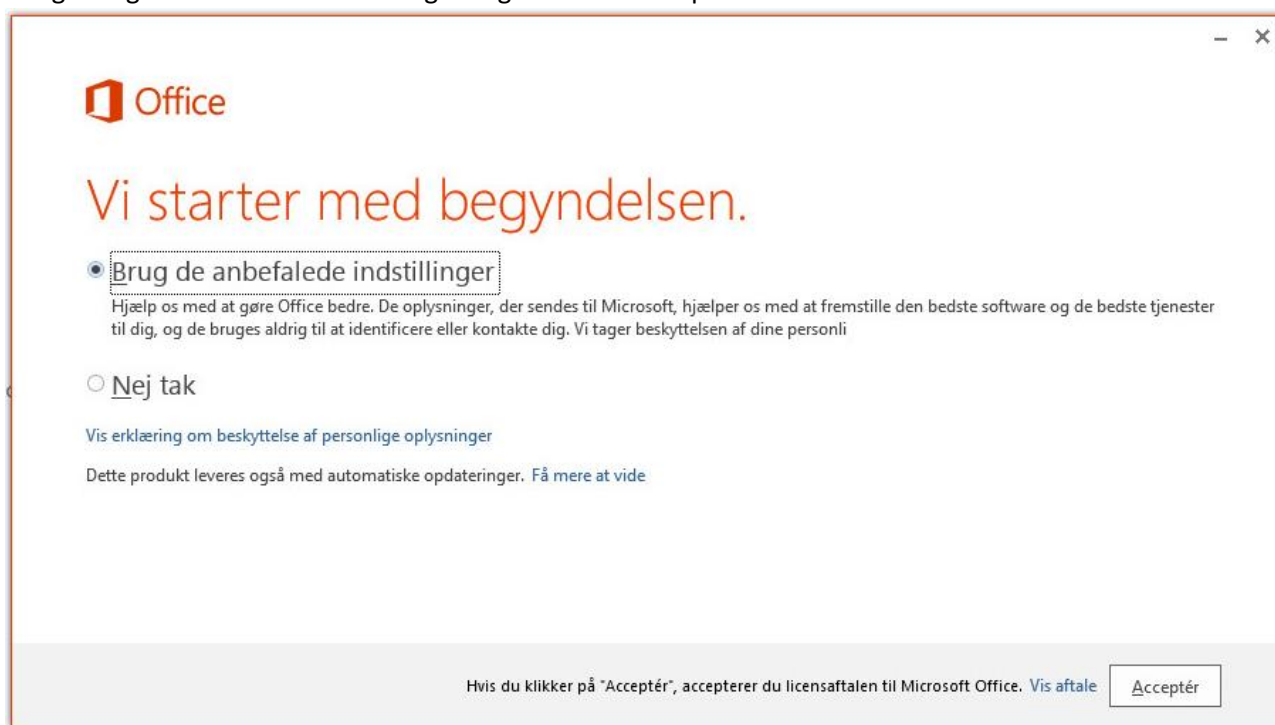 Office
Vi starter med begyndelsen.
Brug de anbefalede indstillinger
Hjælp os med at gøre Office bedre. De oplysninger, der sendes til Microsoft, hjælper os med at fremstille den bedste software og de bedste tjenester
til dig, og de bruges aldrig til at identificere eller kontakte dig. Vi tager beskyttelsen af dine personli
Nej tak
Vis erklæring om beskyttelse af personlige oplysninger
Dette produkt leveres også med automatiske opdateringer. Få mere at vide
Hvis du klikker på "Acceptér", accepterer du licensaftalen til Microsoft Office. Vis aftale Acceptér